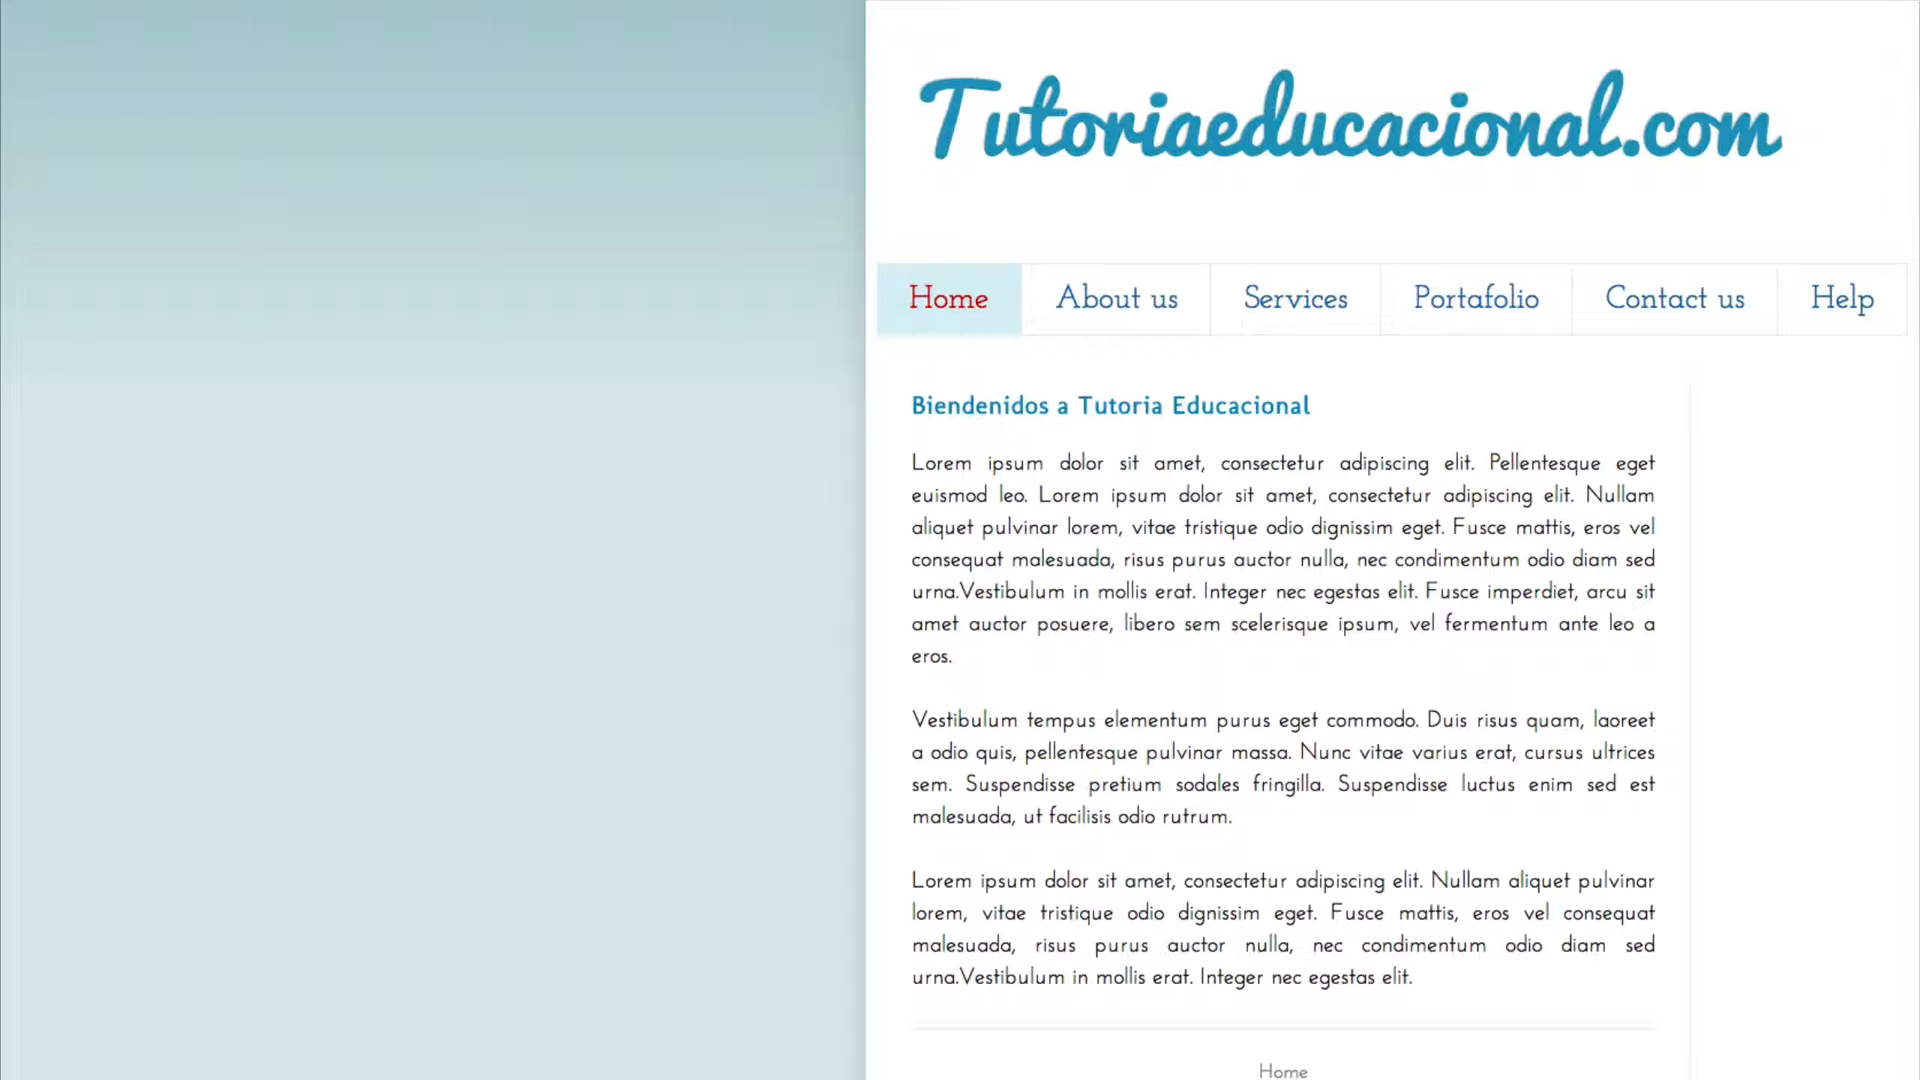 Tutoriaeducacional.com
Home About us Services Portafolio Contact us Help
Biendenidos a Tutoria Educacional
Lorem ipsum dolor sit amet, consectetur adipiscing elit. Pellentesque eget
euismod leo. Lorem ipsum dolor sit amet, consectetur adipiscing elit. Nullam
aliquet pulvinar lorem, vitae tristique odio dignissim eget. Fusce mattis, eros vel
consequat malesuada, risus purus auctor nulla, nec condimentum odio diam sed
urna.Vestibulum in mollis erat. Integer nec egestas elit. Fusce imperdiet, arcu sit
amet auctor posuere, libero sem scelerisque ipsum, vel fermentum ante leo a
eros.
Vestibulum tempus elementum purus eget commodo. Duis risus quam, laoreet
a odio quis, pellentesque pulvinar massa. Nunc vitae varius erat, cursus ultrices
sem. Suspendisse pretium sodales fringilla. Suspendisse luctus enim sed est
malesuada, ut facilisis odio rutrum.
Lorem ipsum dolor sit amet, consectetur adipiscing elit. Nullam aliquet pulvinar
lorem, vitae tristique odio dignissim eget. Fusce mattis, eros vel consequat
malesuada, risus purus auctor nulla, nec condimentum odio diam sed
urna.Vestibulum in mollis erat. Integer nec egestas elit.
Home